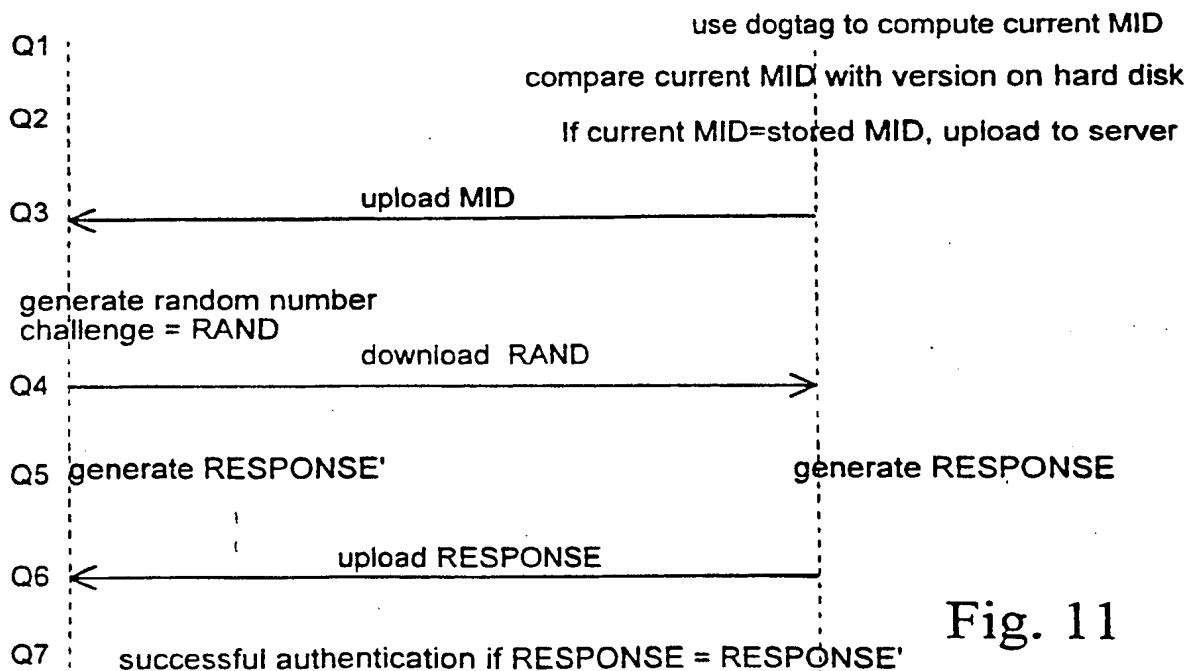 Q1
use dogtag to compute current MID
compare current MID with version on hard disk
Q2
If current MID=stored MID, upload to server
Q3
upload MID
generate random number
challenge = RAND
download RAND
Q4
Q5
generate RESPONSE'
generate RESPONSE
upload RESPONSE
Q6
Fig. 11
Q7
successful authentication if RESPONSE = RESPONSE'